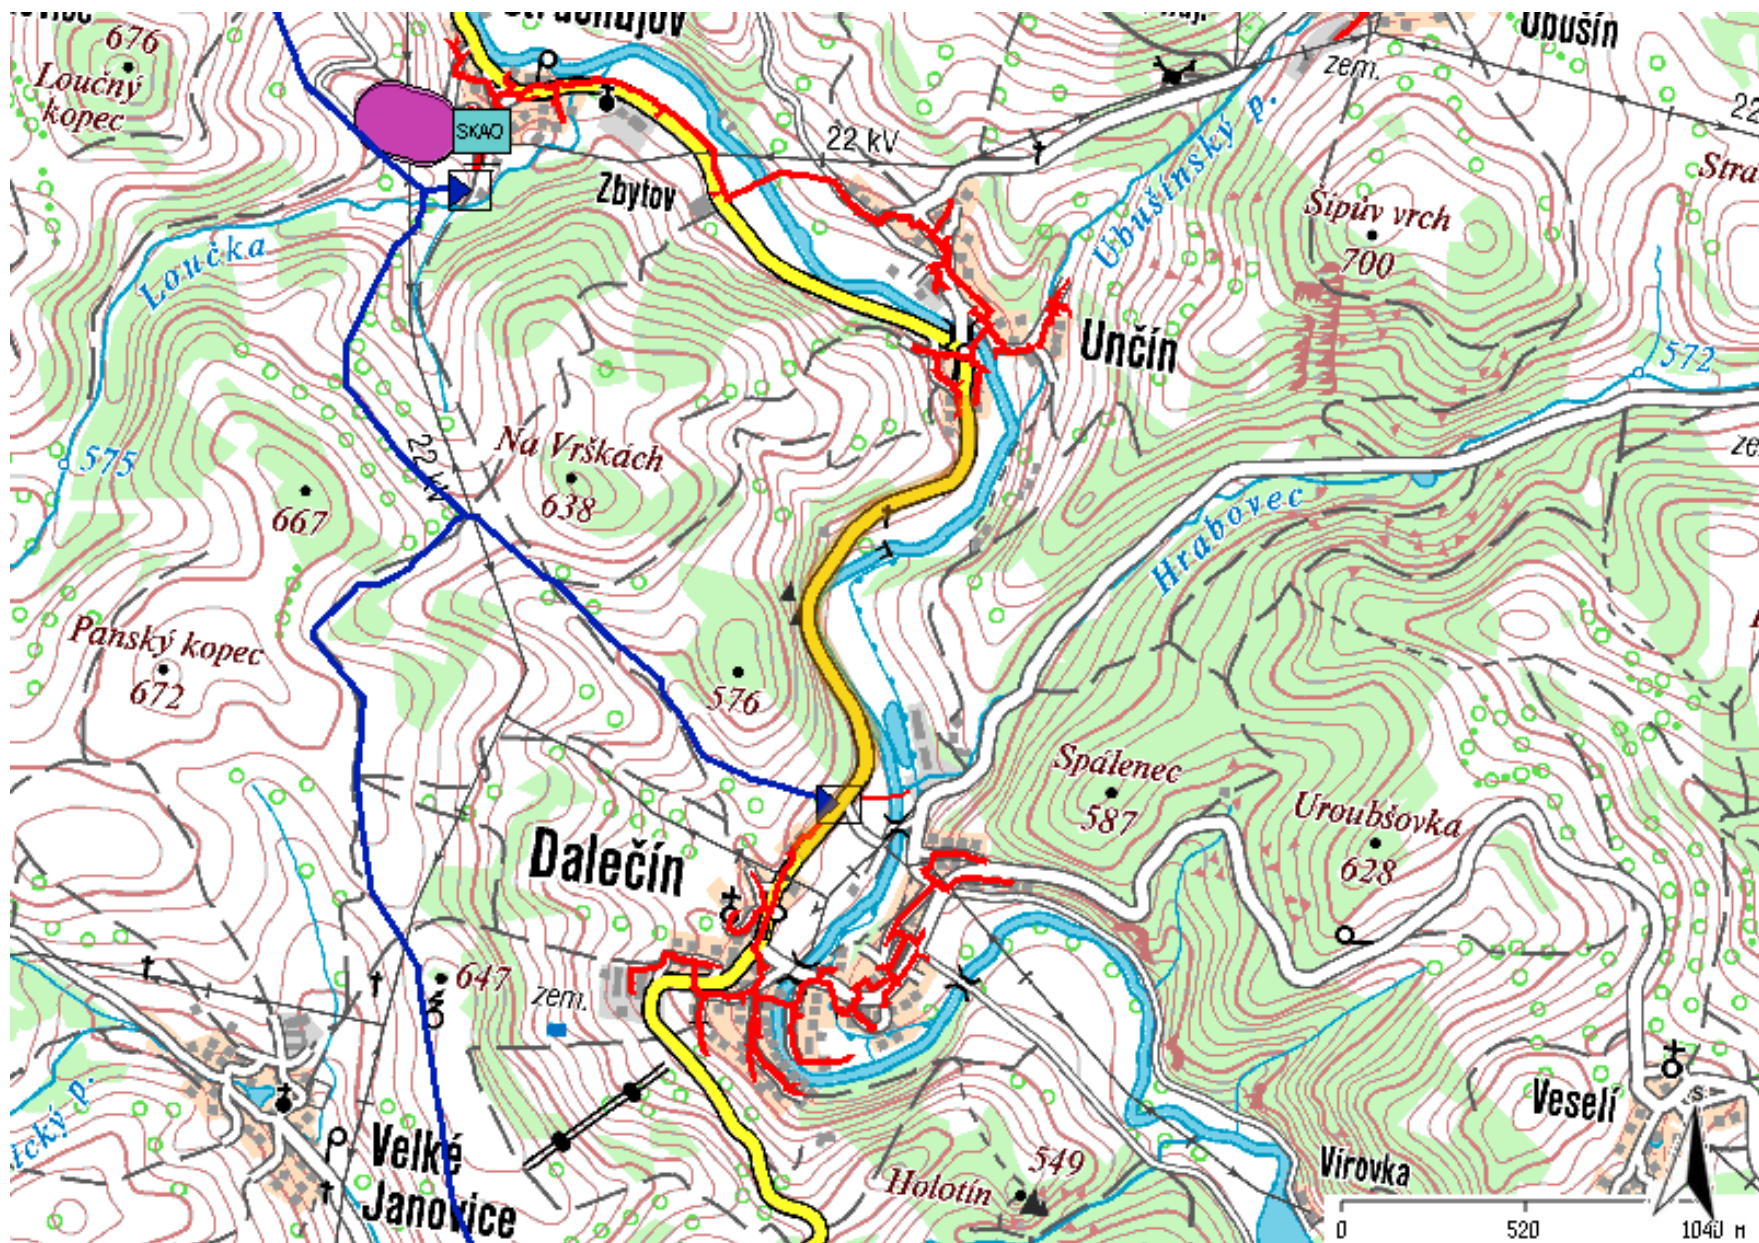 676
Loučný
kopec
SKAO
Zbytov
22 kV
zem.
Ubušín
22
Ubušínský p.
Šipův vrch
700
Loučka
Unčín
572
575
22 kV
Na Vrškách
638
667
Hrabovec
Panský kopec
672
576
Spálenec
587
Uroubšovka
628
Dalečín
647
zem.
Velké
Janovice
Veselí
Vírovka
Holotín
549
S
0 520 1040 m